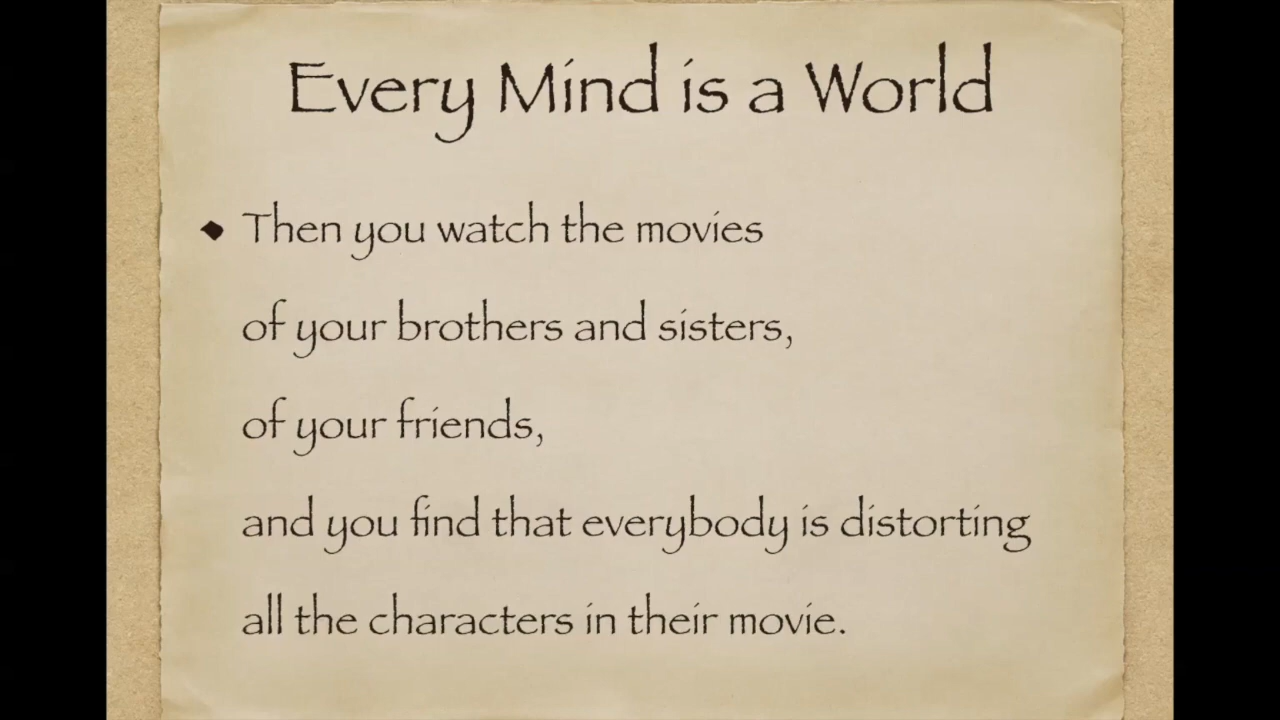 Every Mind is a World
Then you watch the movies
of your brothers and sisters,
of your friends,
and you find that everybody is distorting
all the characters in their movie.